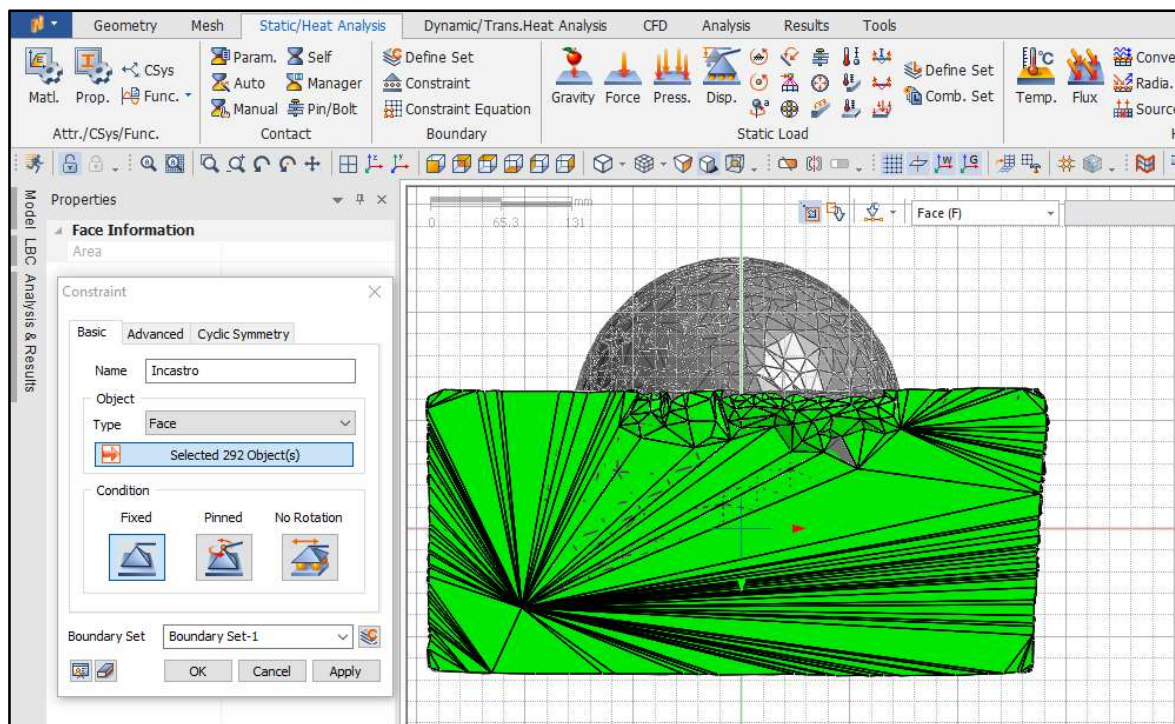 Geometry Mesh Static/Heat Analysis Dynamic/Trans.Heat Analysis CFD Analysis Results Tools
Matl.
Prop.
CSys
Func.
Attr./CSys/Func.
Param. Self
Auto Manager
Manual Pin/Bolt
Contact
Define Set
Constraint
Constraint Equation
Boundary
Gravity Force Press. Disp.
Define Set
Comb. Set
Static Load
Temp. Flux
Conve
Radia.
Source
H
Model
LBC
Analysis & Results
Properties
Face Information
Area
Constraint
Basic Advanced Cyclic Symmetry
Name Incastro
Object
Type Face
Selected 292 Object(s)
Condition
Fixed Pinned No Rotation
Boundary Set Boundary Set-1
OK Cancel Apply
mm
0 65.3 131
Face (F)